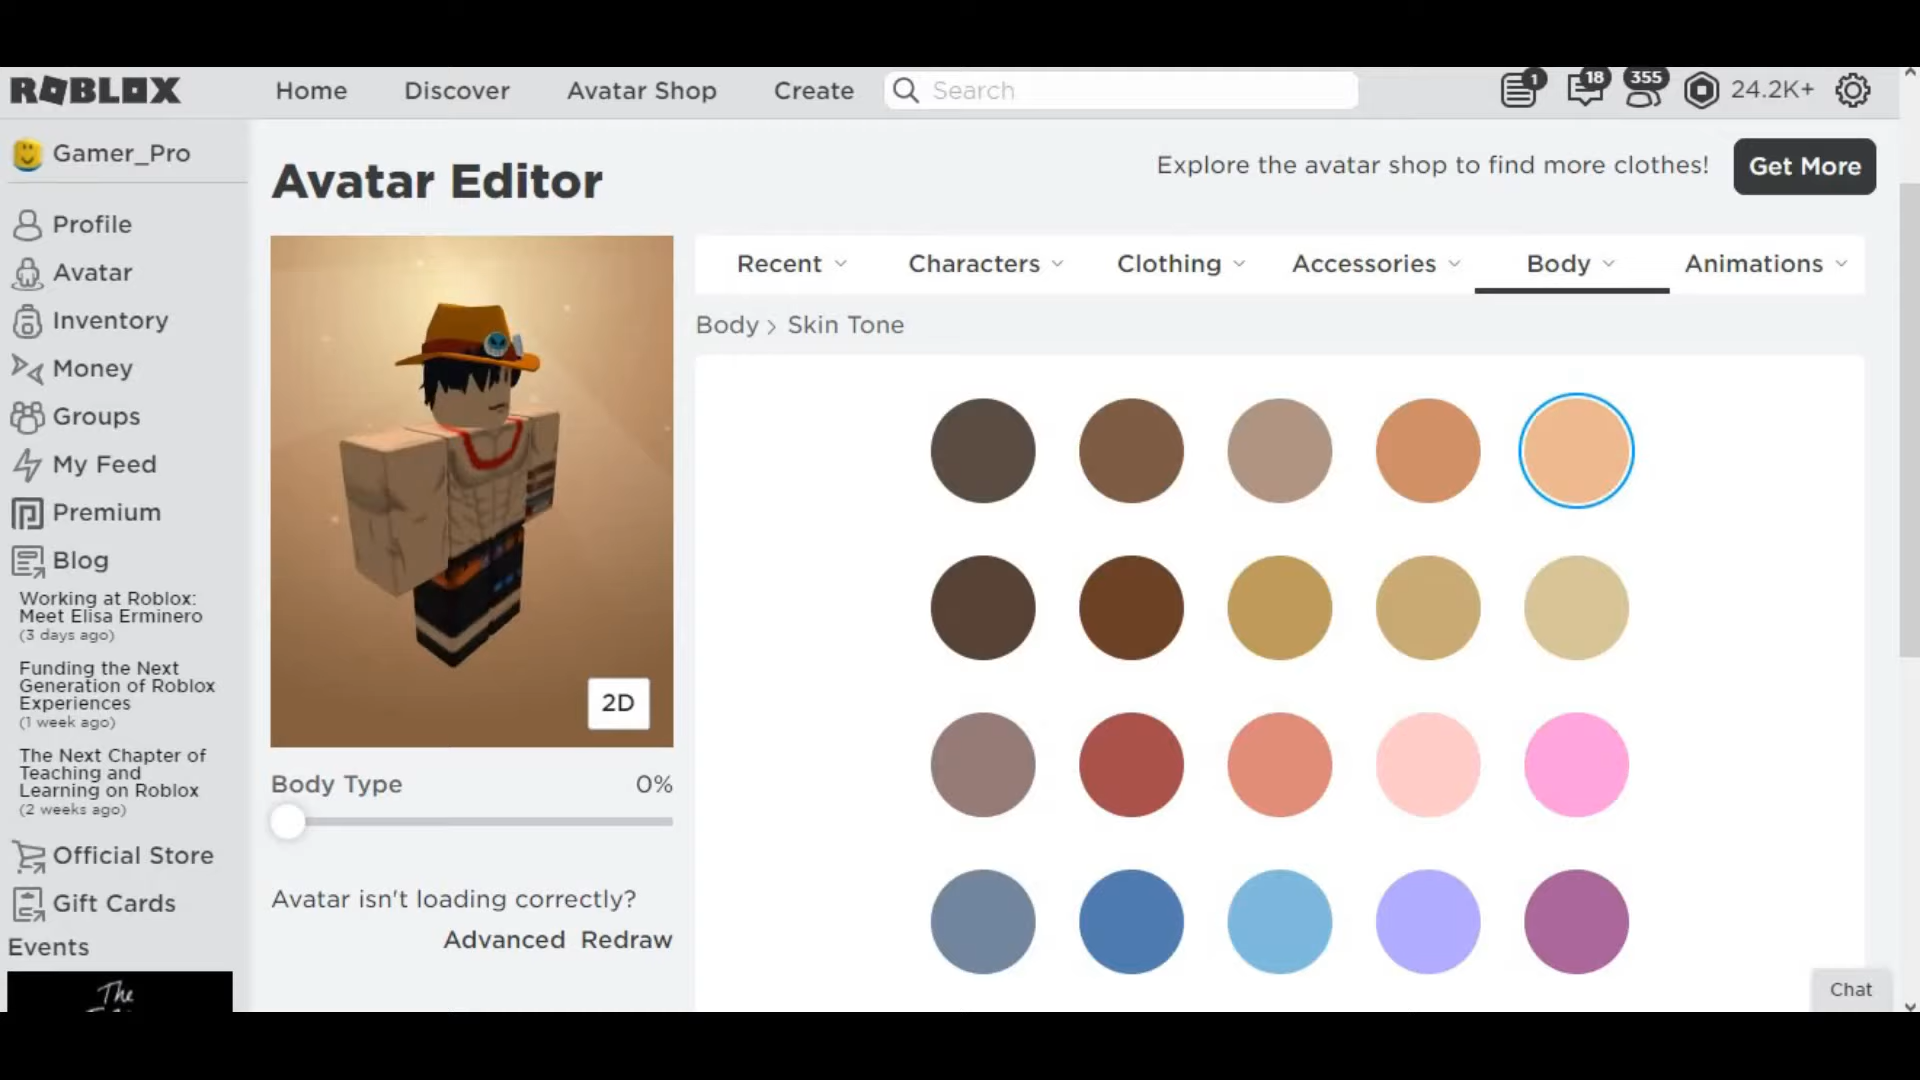 ROBLOX
Home
Discover
Avatar Shop
Create
Search
1
18
355
24.2K+
Gamer_Pro
Profile
Avatar
Inventory
Money
Groups
My Feed
Premium
Blog
Working at Roblox:
Meet Elisa Erminero
(3 days ago)
Funding the Next
Generation of Roblox
Experiences
(1 week ago)
The Next Chapter of
Teaching and
Learning on Roblox
(2 weeks ago)
Official Store
Gift Cards
Events
The
Avatar Editor
Explore the avatar shop to find more clothes!
Get More
2D
Body Type
0%
Avatar isn't loading correctly?
Advanced
Redraw
Recent
Characters
Clothing
Accessories
Body
Animations
Body > Skin Tone
Chat